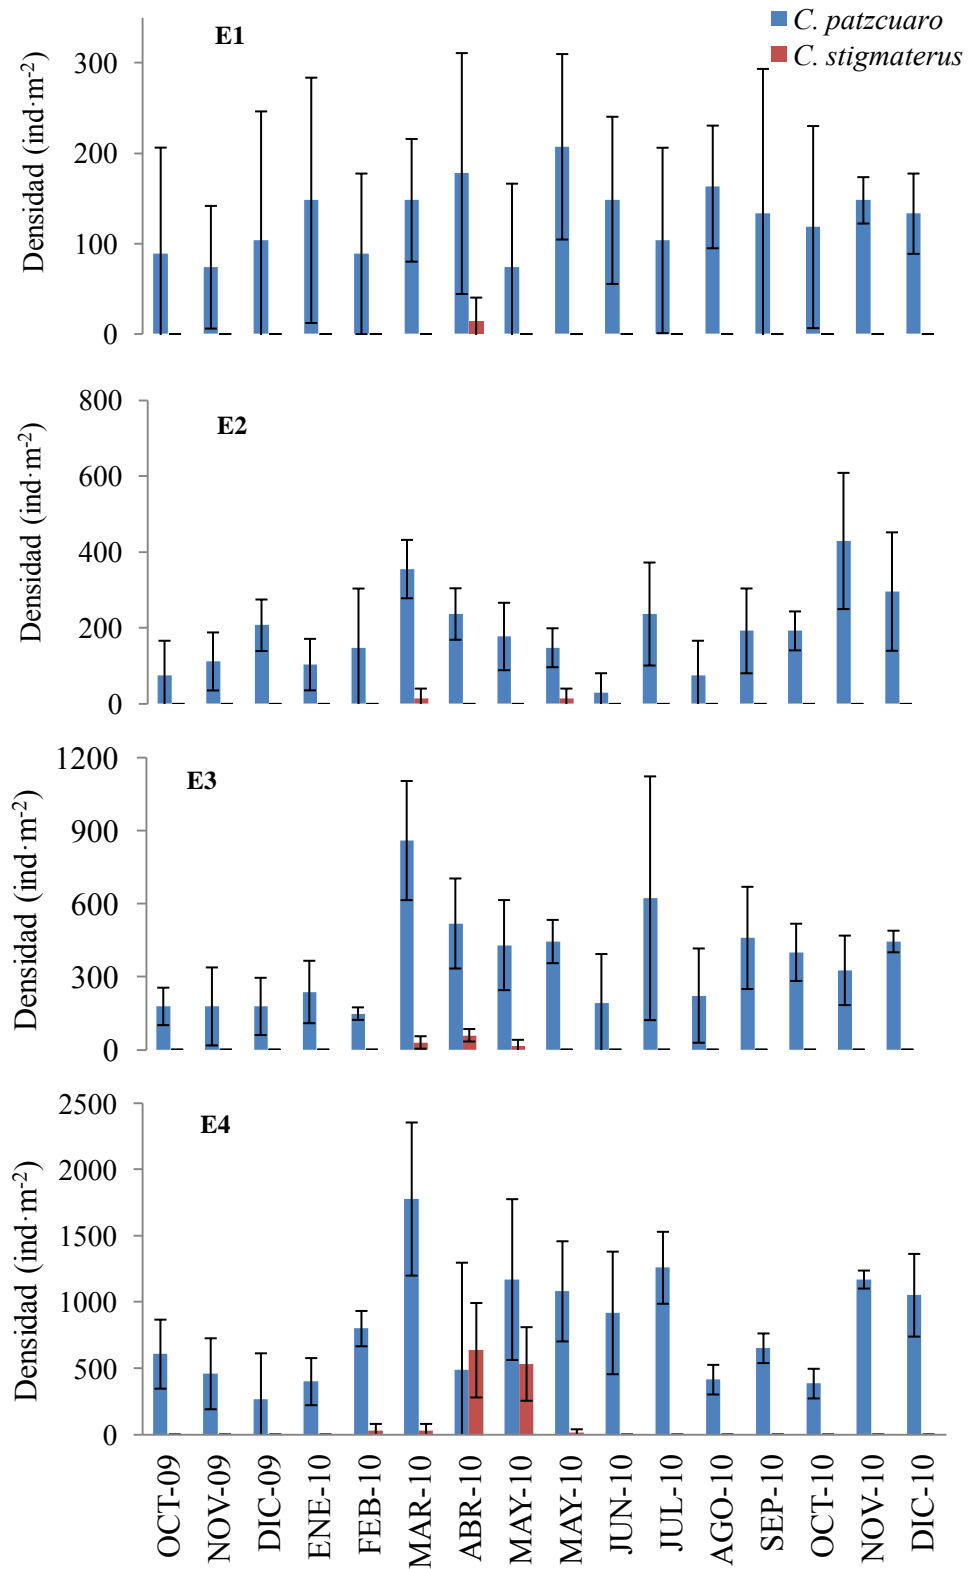 C. patzcuaro
C. stigmaterus
E1
Densidad (ind·m-2)
300
200
100
0
E2
Densidad (ind·m-2)
800
600
400
200
0
E3
Densidad (ind·m-2)
1200
900
600
300
0
E4
Densidad (ind·m-2)
2500
2000
1500
1000
500
0
OCT-09
NOV-09
DIC-09
ENE-10
FEB-10
MAR-10
ABR-10
MAY-10
MAY-10
JUN-10
JUL-10
AGO-10
SEP-10
OCT-10
NOV-10
DIC-10